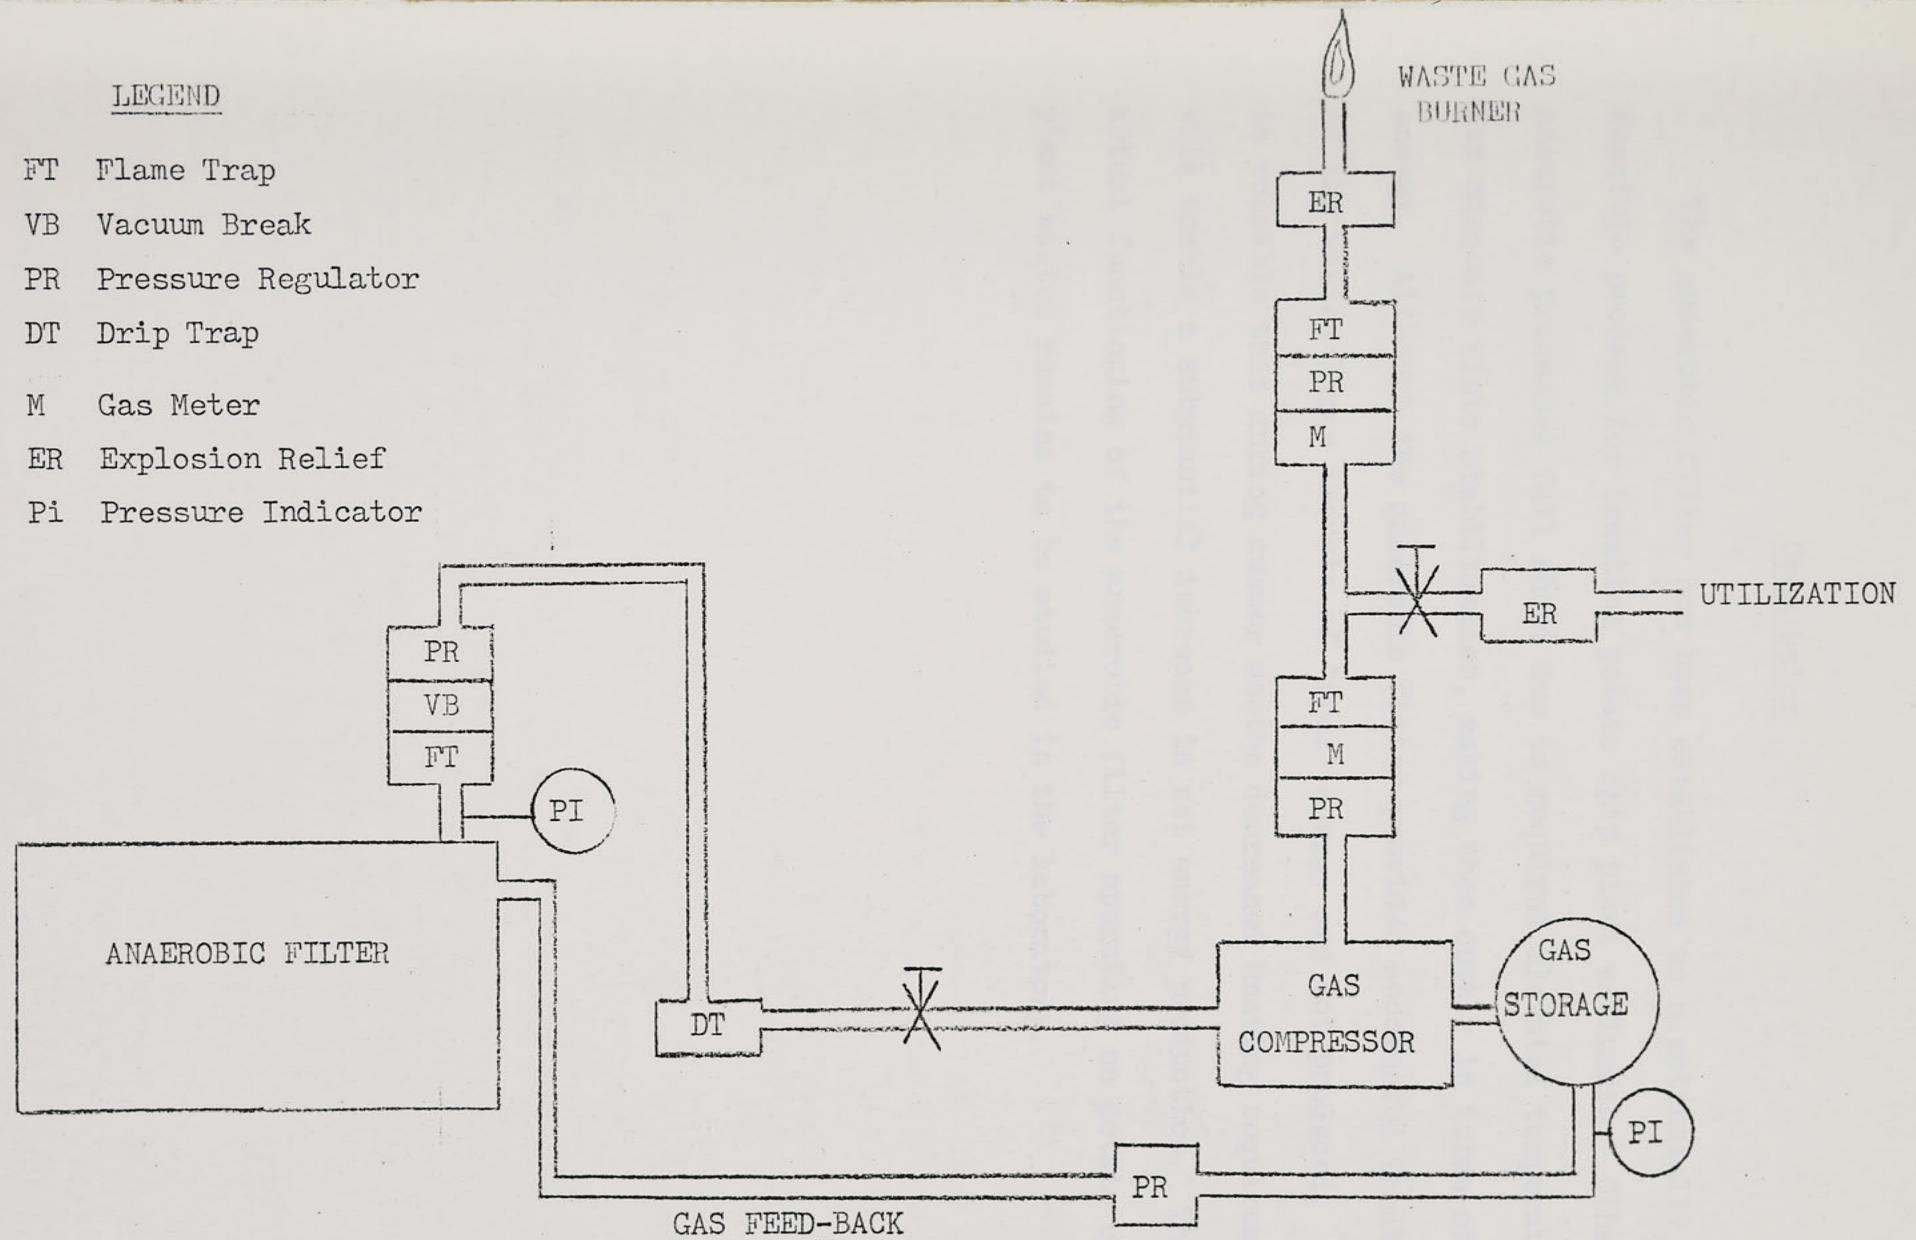 LEGEND
FT Flame Trap
VB Vacuum Break
PR Pressure Regulator
DT Drip Trap
M Gas Meter
ER Explosion Relief
Pi Pressure Indicator
WASTE GAS
BURNER
ER
FT
PR
M
ER
UTILIZATION
FT
M
PR
PR
VB
FT
PI
ANAEROBIC FILTER
DT
GAS
COMPRESSOR
GAS
STORAGE
PI
PR
GAS FEED-BACK